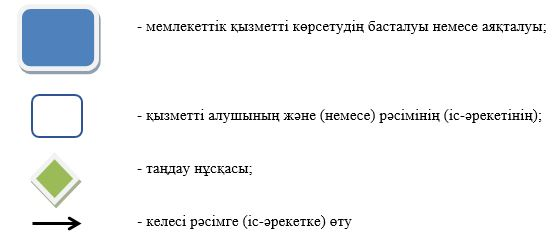 - мемлекеттік қызметті көрсетудің басталуы немесе аяқталуы;
- қызметті алушының және (немесе) рәсімінің (іс-әрекетінің);
- таңдау нұсқасы;
- келесі рәсімге (іс-әрекетке) өту